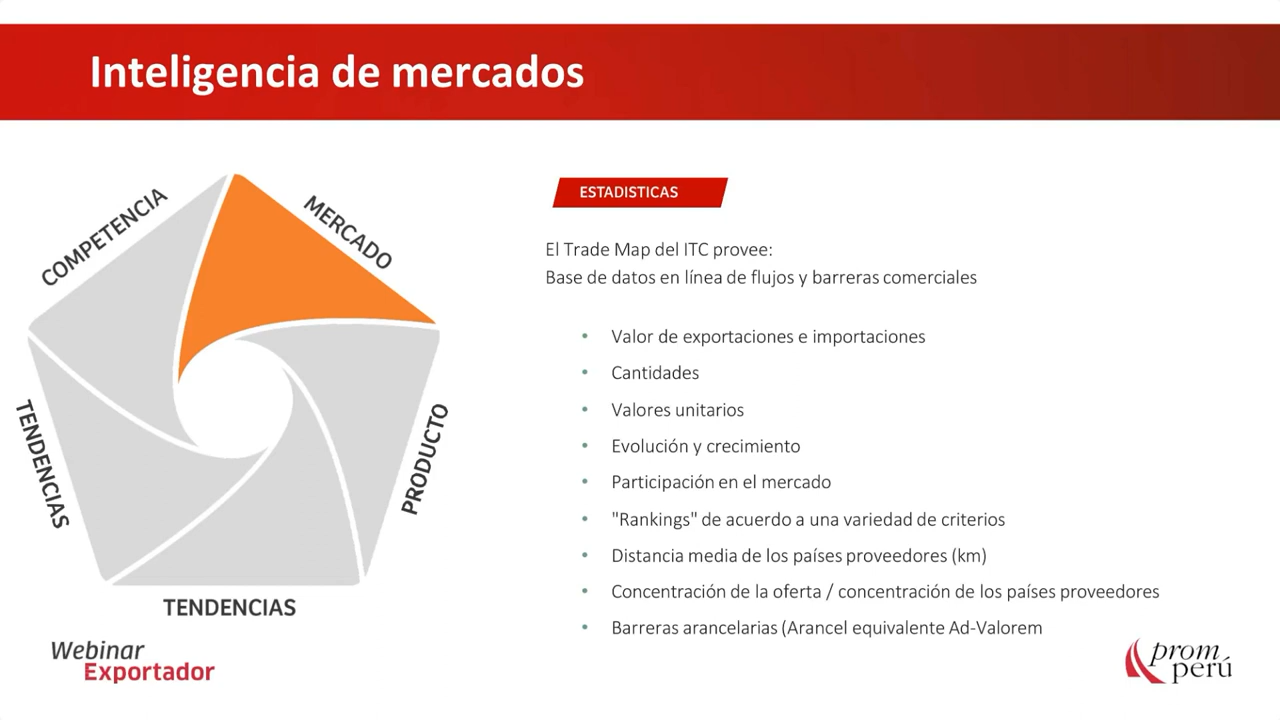 Inteligencia de mercados
COMPETENCIA
MERCADO
PRODUCTO
TENDENCIAS
TENDENCIAS
ESTADISTICAS
El Trade Map del ITC provee:
Base de datos en línea de flujos y barreras comerciales
• Valor de exportaciones e importaciones
• Cantidades
• Valores unitarios
• Evolución y crecimiento
• Participación en el mercado
• "Rankings" de acuerdo a una variedad de criterios
• Distancia media de los países proveedores (km)
• Concentración de la oferta / concentración de los países proveedores
• Barreras arancelarias (Arancel equivalente Ad-Valorem
Webinar
Exportador
prom
perú